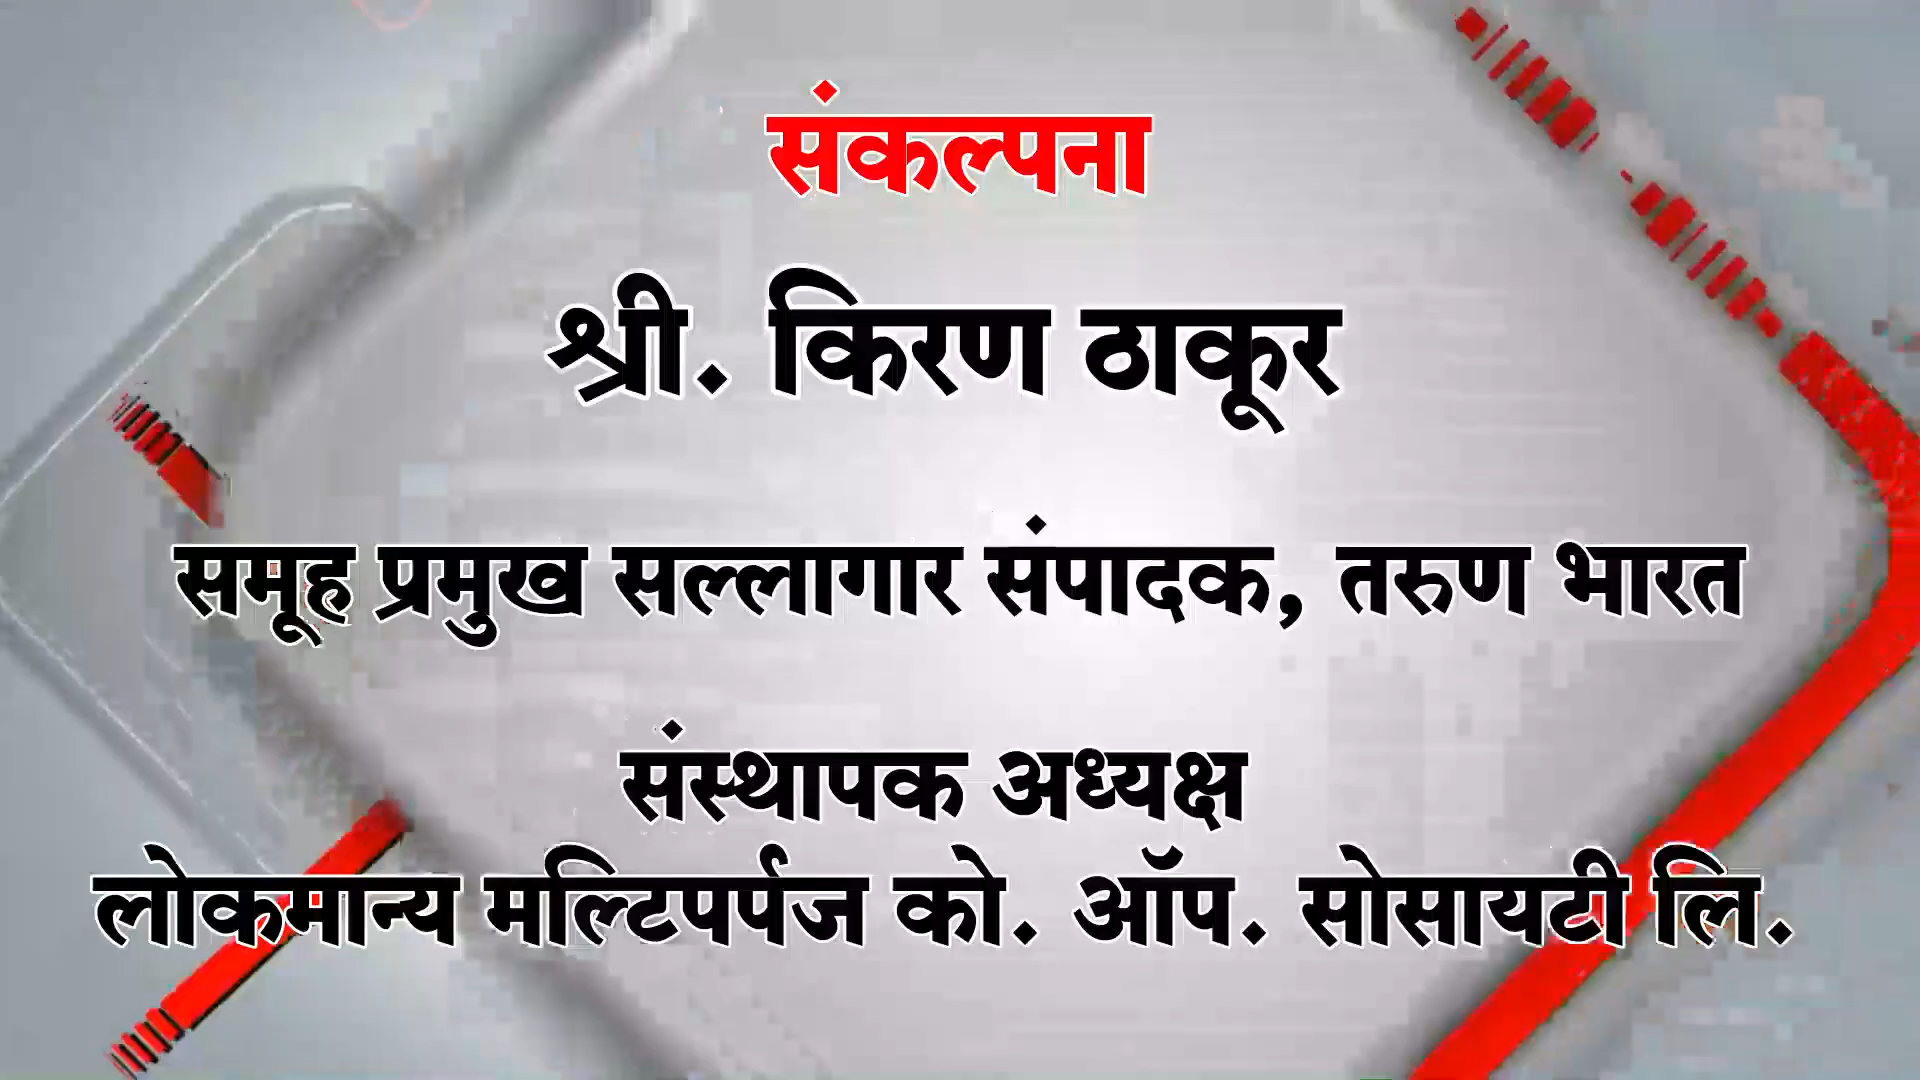 संकल्पना
श्री. किरण ठाकूर
समूह प्रमुख सल्लागार संपादक, तरुण भारत
संस्थापक अध्यक्ष
लोकमान्य मल्टिपर्पज को. ऑप. सोसायटी लि.